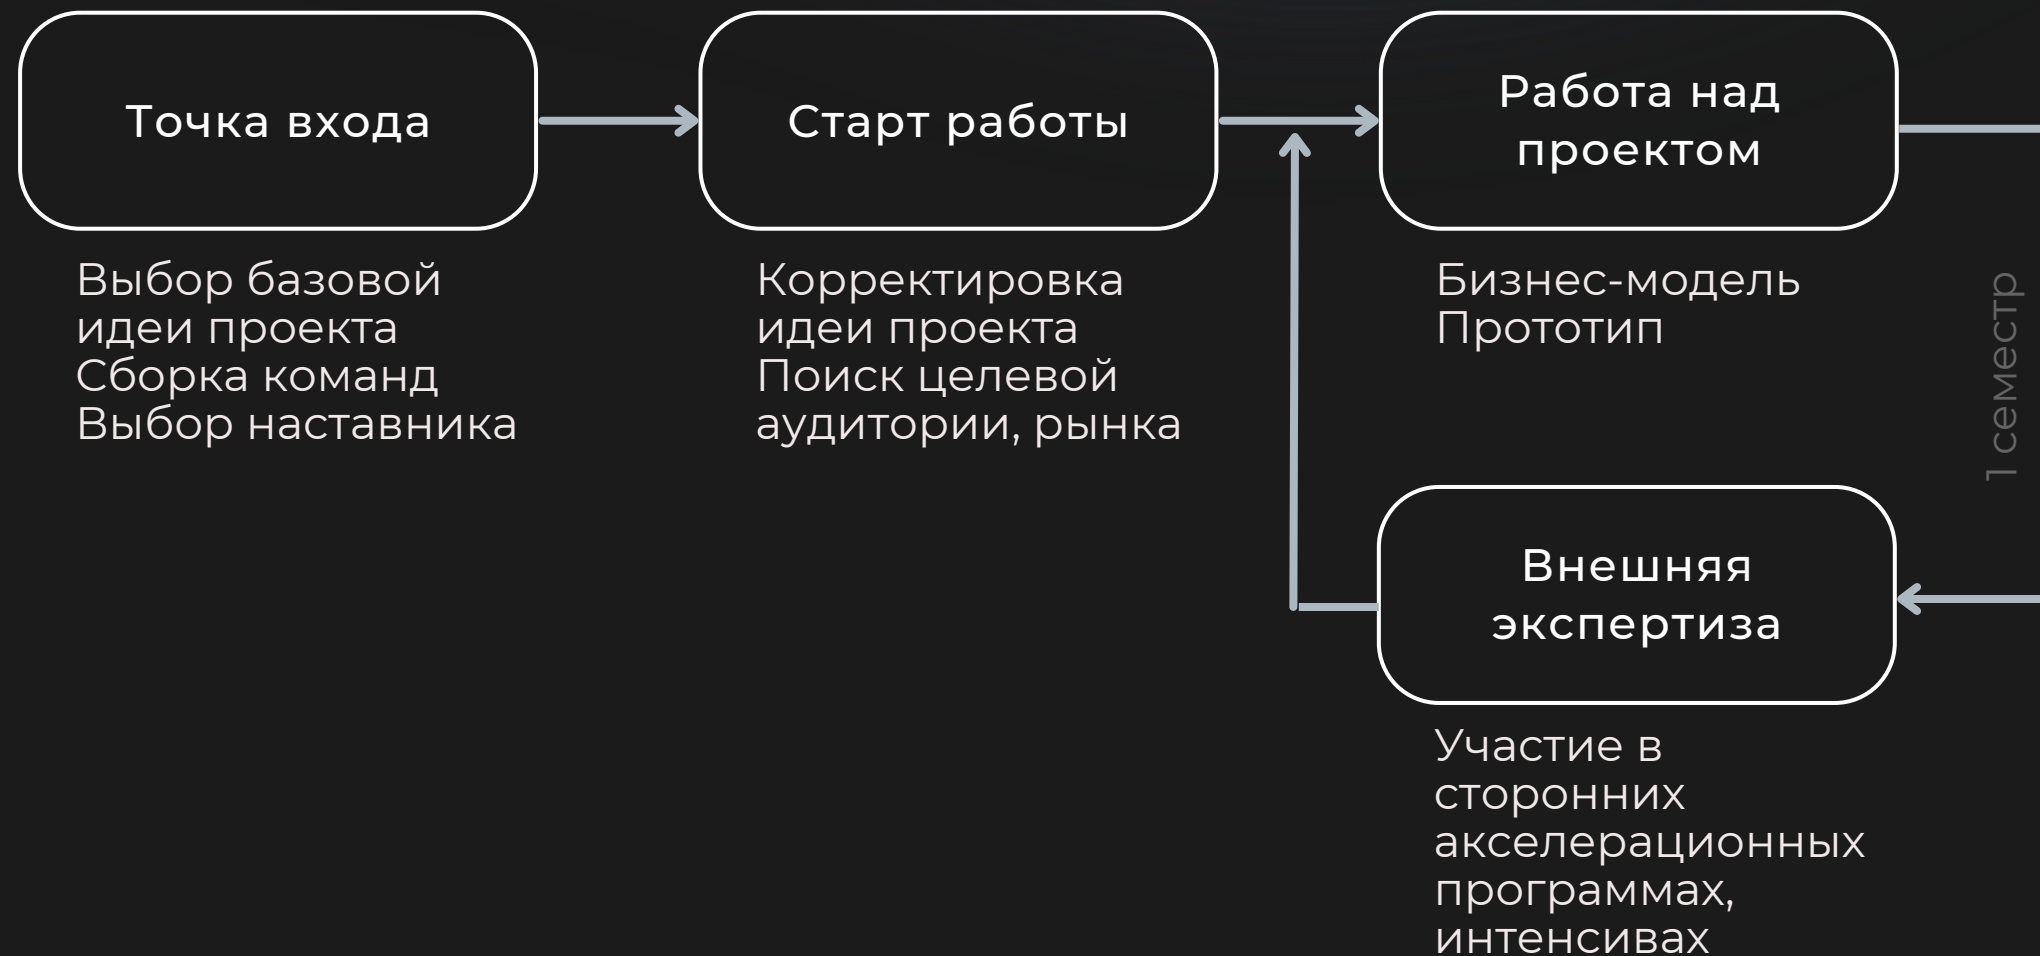 Точка входа
Выбор базовой
идеи проекта
Сборка команд
Выбор наставника
Старт работы
Корректировка
идеи проекта
Поиск целевой
аудитории, рынка
Работа над
проектом
Бизнес-модель
Прототип
1 семестр
Внешняя
экспертиза
Участие в
сторонних
акселерационных
программах,
интенсивах